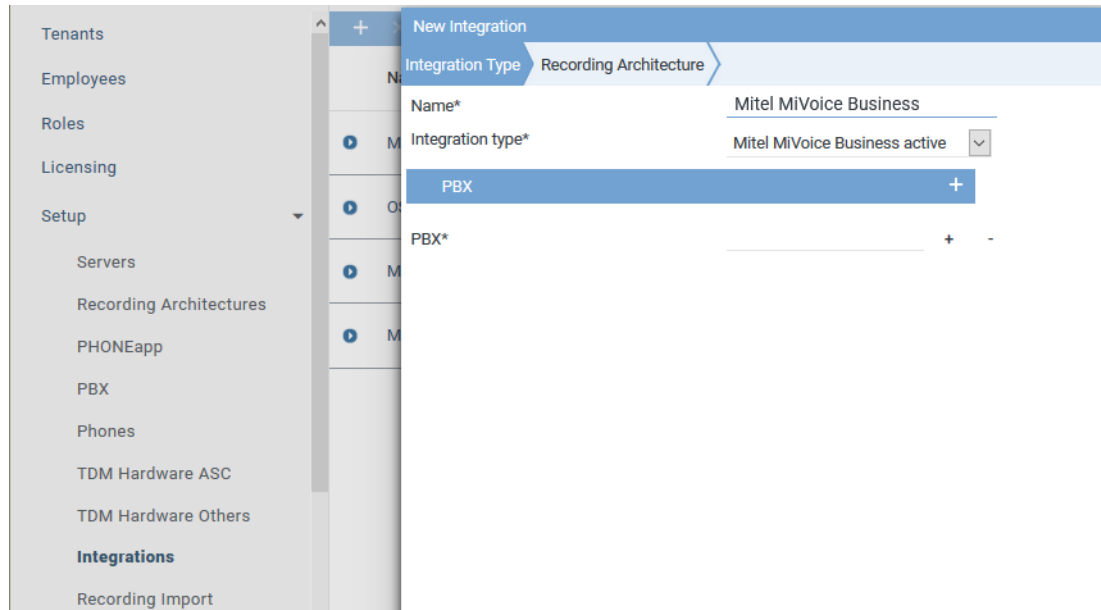 Tenants
Employees
Roles
Licensing
Setup
Servers
Recording Architectures
PHONEapp
PBX
Phones
TDM Hardware ASC
TDM Hardware Others
Integrations
Recording Import
+
New Integration
Integration Type
Recording Architecture
Name*
Mitel MiVoice Business
Integration type*
Mitel MiVoice Business active
PBX
+
PBX*
+ -